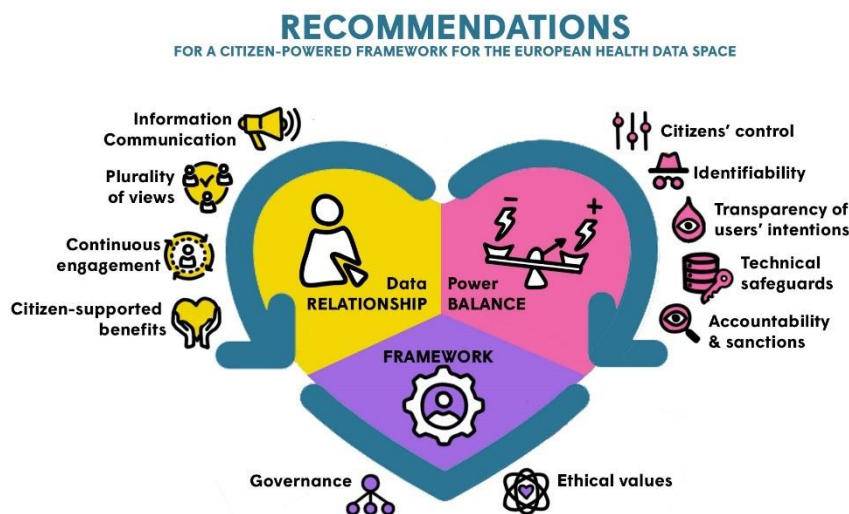 RECOMMENDATIONS
FOR A CITIZEN-POWERED FRAMEWORK FOR THE EUROPEAN HEALTH DATA SPACE
Information
Communication
Plurality
of views
Continuous
engagement
Citizen-supported
benefits
Data
RELATIONSHIP
Power
BALANCE
- +
Citizens' control
Identifiability
Transparency of
users' intentions
Technical
safeguards
Accountability
& sanctions
FRAMEWORK
Governance
Ethical values